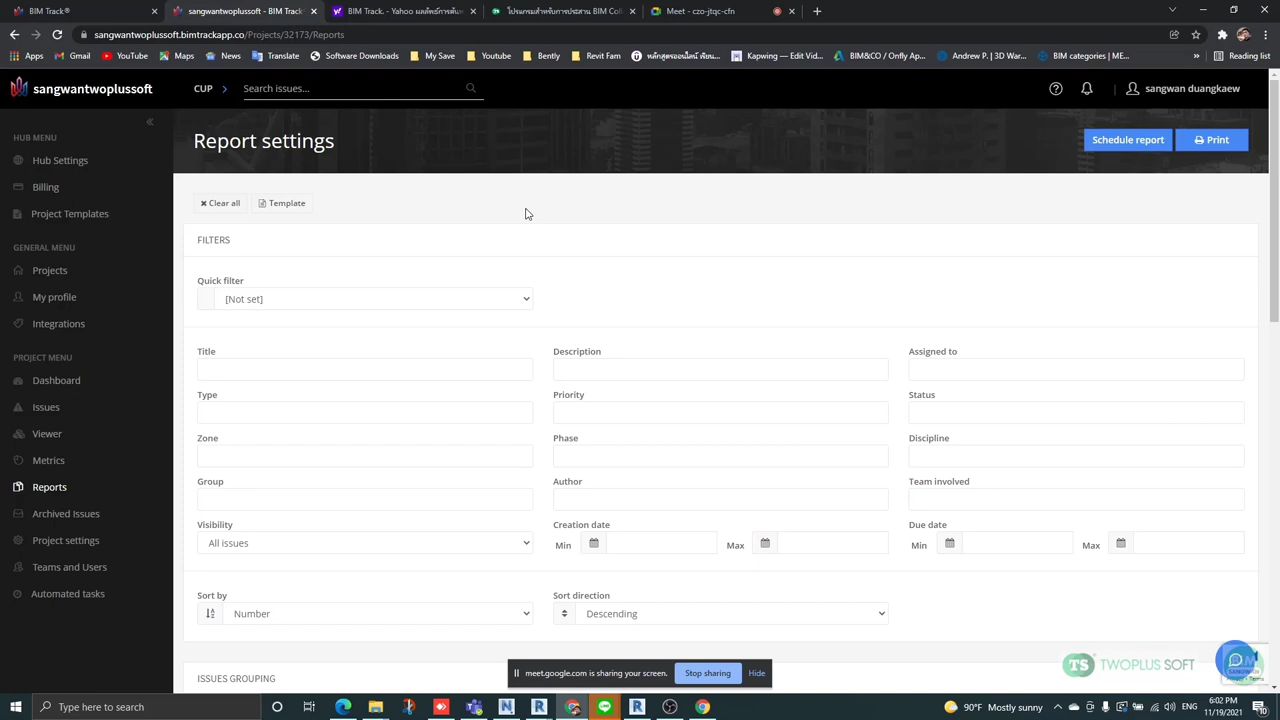 BIM Track®
sangwantwoplussoft - BIM Track®
BIM Track. - Yahoo
BIM Coll
Meet - czo-jtqc-cfn
sangwantwoplussoft.bimtrackapp.co/Projects/32173/Reports
Apps YouTube Maps News Translate Software Downloads My Save Youtube Bently Revit Fam Kapwing — Edit Vid... BIM&CO / Onfly Ap... Andrew P. | 3D War... BIM categories | ME... » Reading list
sangwantwoplussoft
CUP
Search issues...
sangwan duangkaew
HUB MENU
Hub Settings
Billing
Project Templates
GENERAL MENU
Projects
My profile
Integrations
PROJECT MENU
Dashboard
Issues
Viewer
Metrics
Reports
Archived Issues
Project settings
Teams and Users
Automated tasks
Report settings
Schedule report
Print
Clear all
Template
FILTERS
Quick filter
[Not set]
Title
Description
Assigned to
Type
Priority
Status
Zone
Phase
Discipline
Group
Author
Team involved
Visibility
Creation date
Due date
All issues
Min
Max
Min
Max
Sort by
Sort direction
Number
Descending
ISSUES GROUPING
meet.google.com is sharing your screen.
Stop sharing
Hide
TS TWOPLUS SOFT
Type here to search
90°F Mostly sunny
6:02 PM
11/19/2021